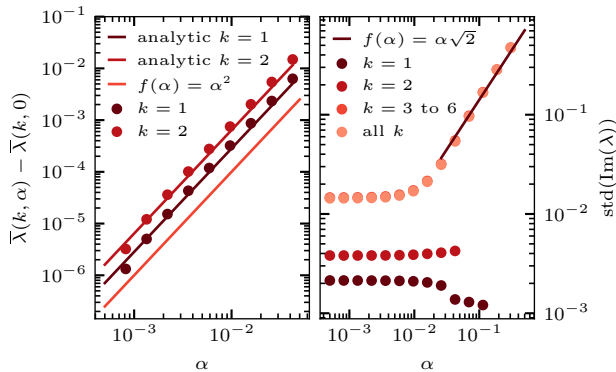 analytic k = 1
analytic k = 2
f(α) = α²
k = 1
k = 2
10⁻¹
10⁻²
10⁻³
10⁻⁴
10⁻⁵
10⁻⁶
λ̅(k, α) − λ̅(k, 0)
10⁻³
10⁻²
α
f(α) = α√2
k = 1
k = 2
k = 3 to 6
all k
10⁻¹
10⁻²
10⁻³
std(Im(λ))
10⁻³
10⁻²
10⁻¹
α